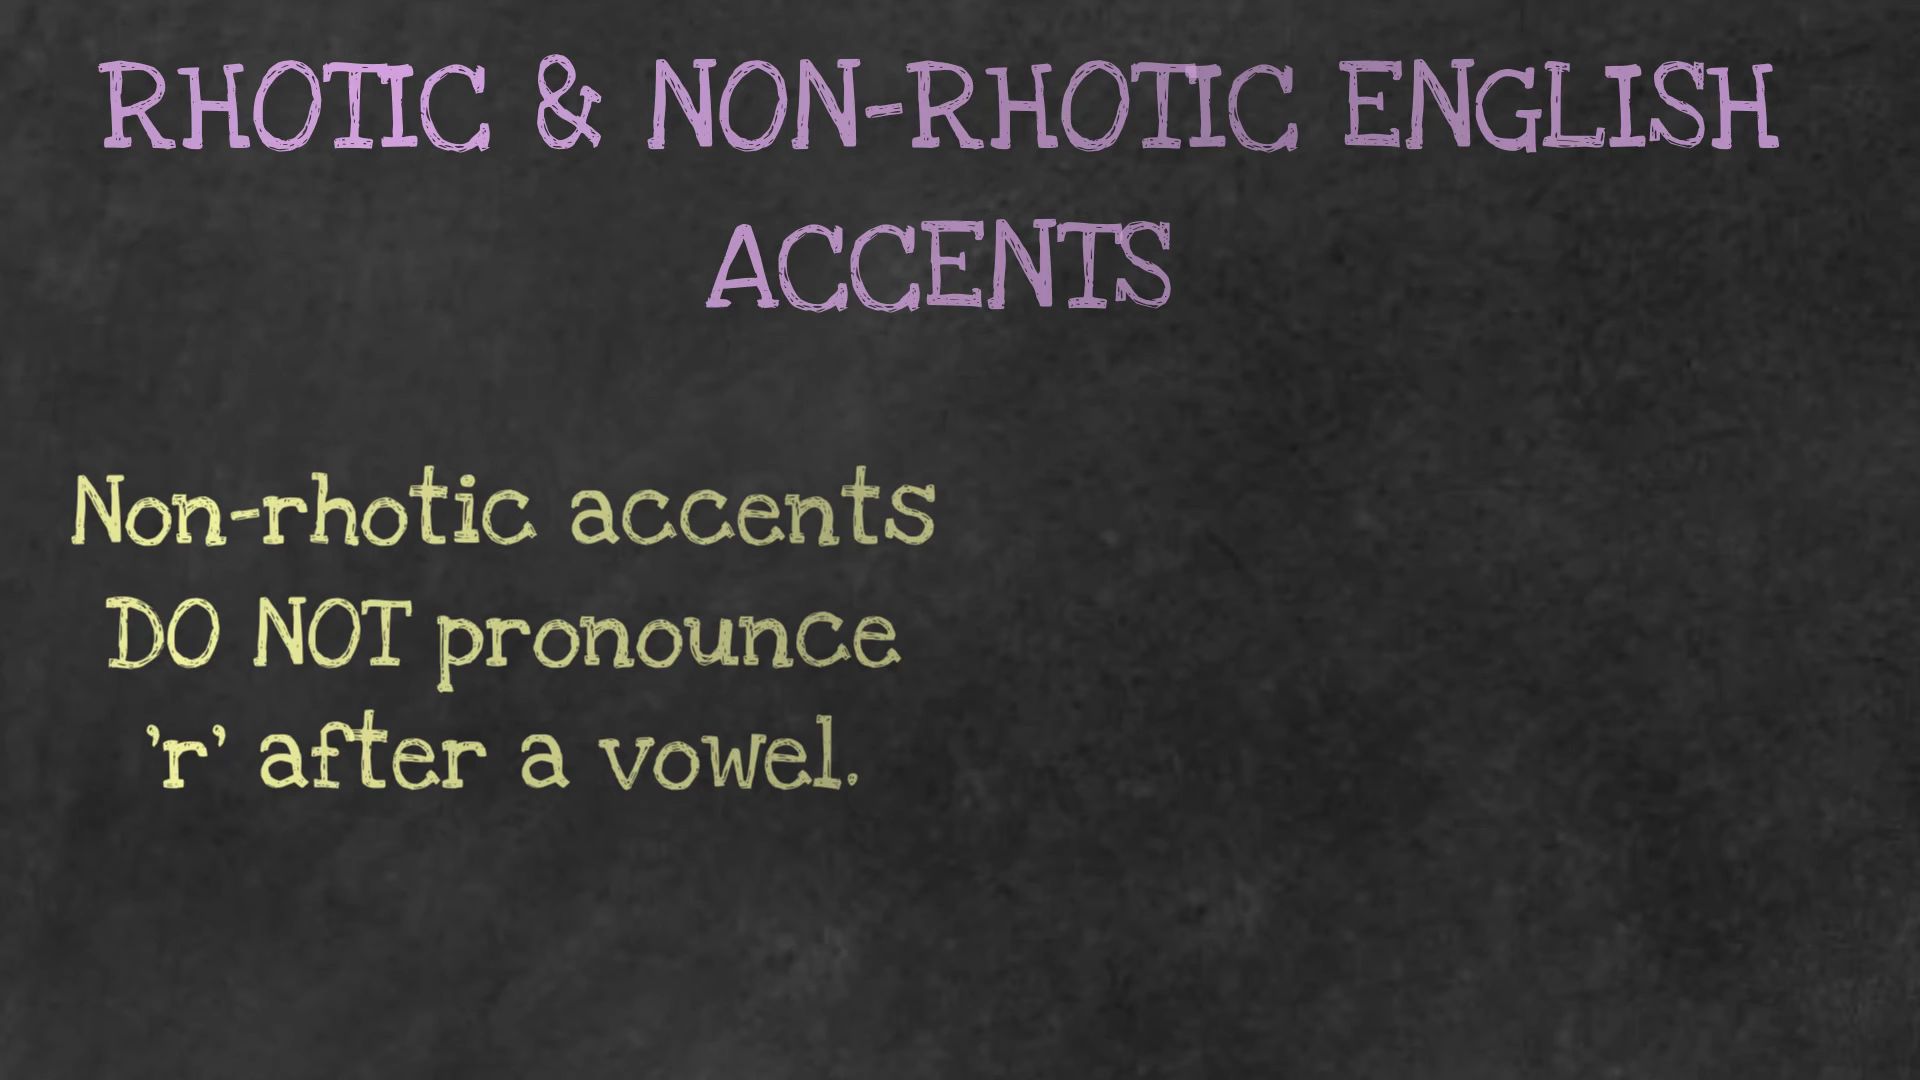 RHOTIC & NON-RHOTIC ENGLISH
ACCENTS
Non-rhotic accents
DO NOT pronounce
'r' after a vowel.